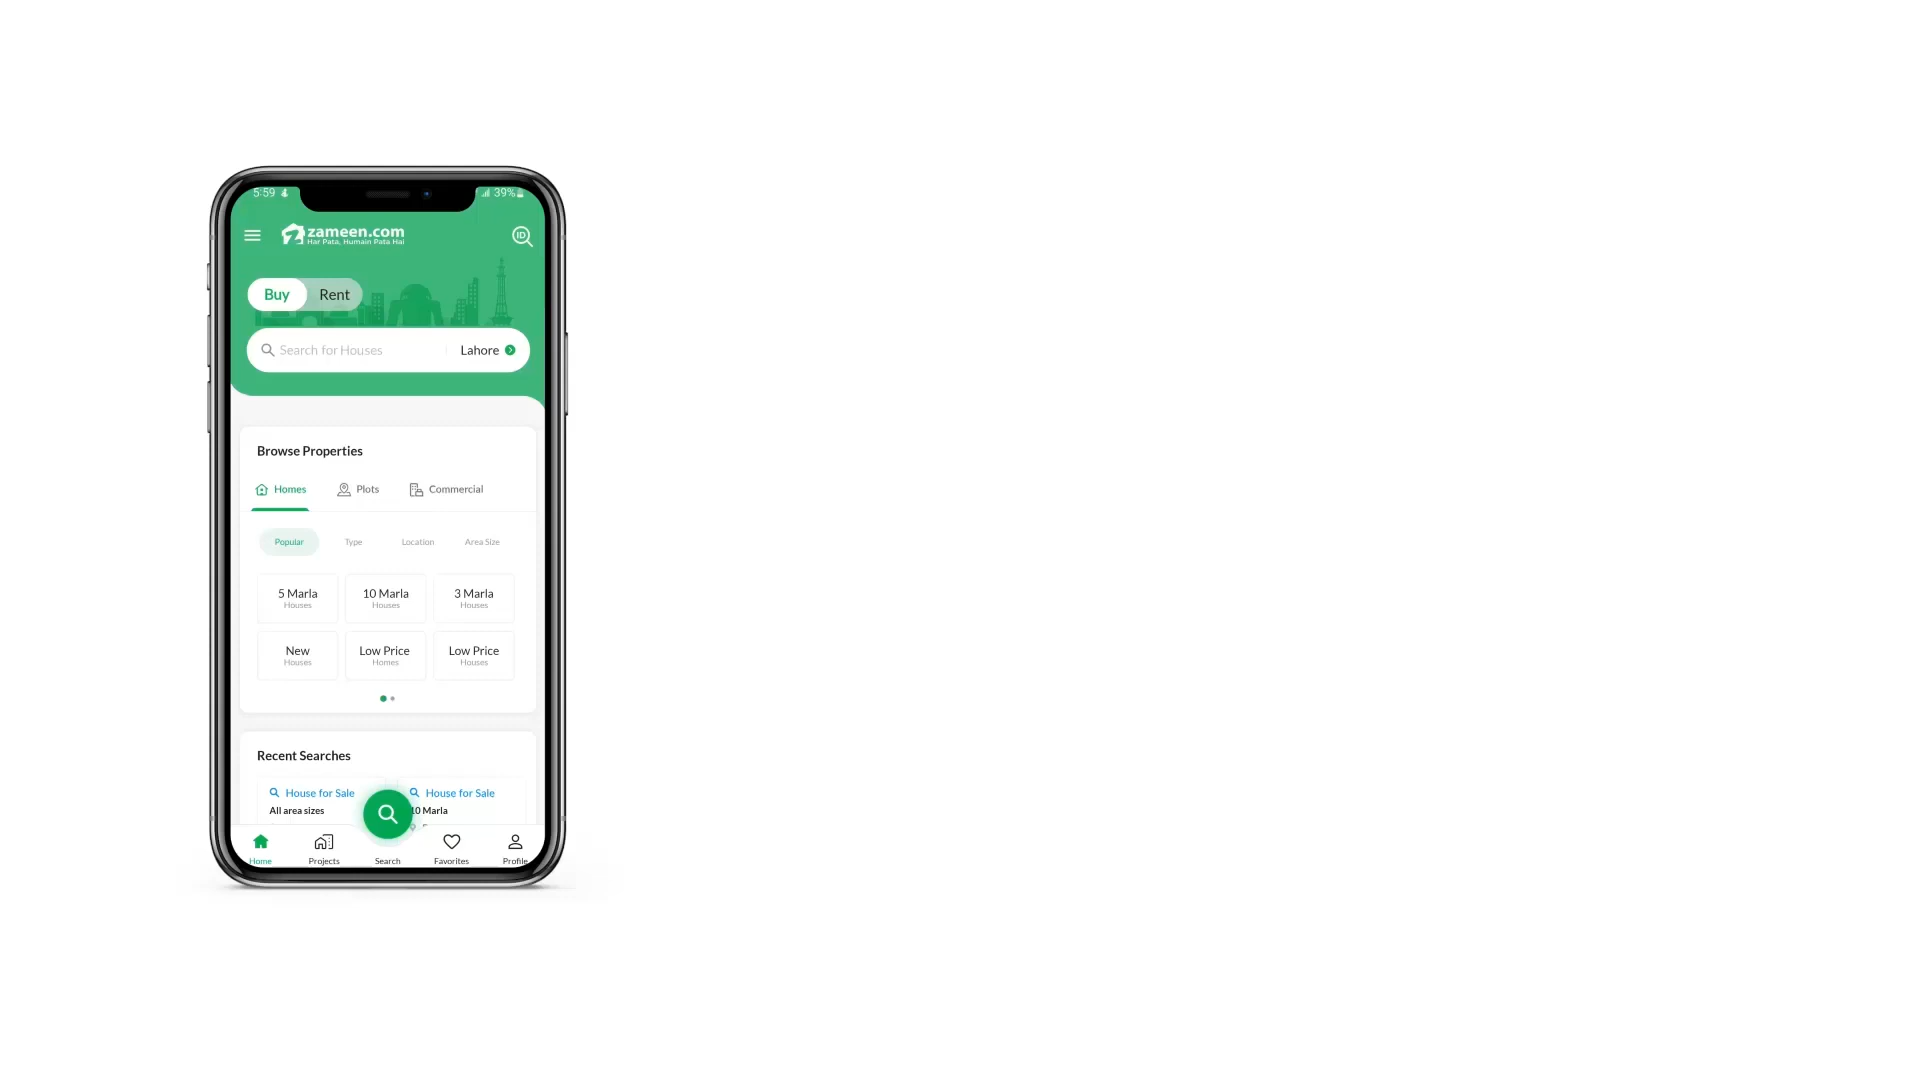 5:59
39%
zameen.com
Har Pata, Humain Pata Hai
ID
Buy Rent
Search for Houses Lahore
Browse Properties
Homes Plots Commercial
Popular Type Location Area Size
5 Marla 10 Marla 3 Marla
Houses Houses Houses
New Low Price Low Price
Houses Homes Houses
Recent Searches
House for Sale House for Sale
All area sizes 10 Marla
Home Projects Search Favorites Profile